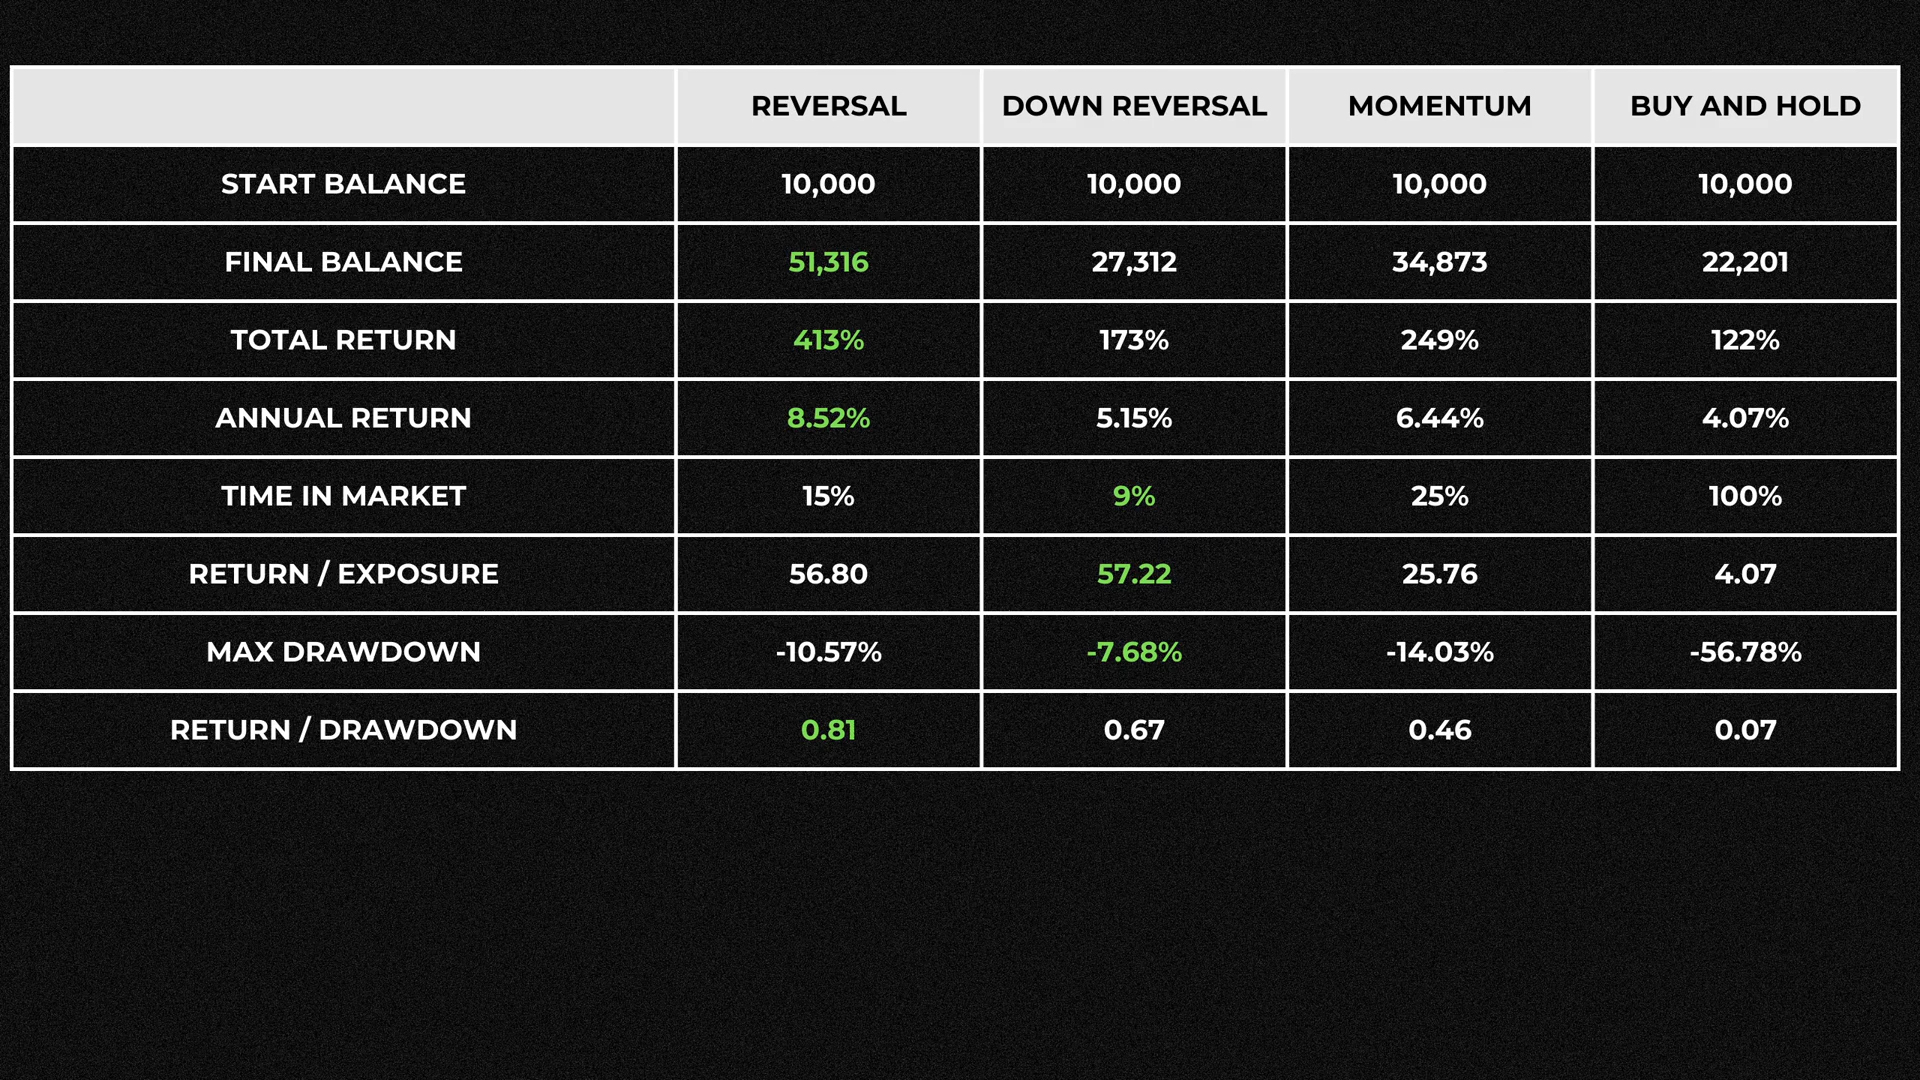 REVERSAL DOWN REVERSAL MOMENTUM BUY AND HOLD
START BALANCE 10,000 10,000 10,000 10,000
FINAL BALANCE 51,316 27,312 34,873 22,201
TOTAL RETURN 413% 173% 249% 122%
ANNUAL RETURN 8.52% 5.15% 6.44% 4.07%
TIME IN MARKET 15% 9% 25% 100%
RETURN / EXPOSURE 56.80 57.22 25.76 4.07
MAX DRAWDOWN -10.57% -7.68% -14.03% -56.78%
RETURN / DRAWDOWN 0.81 0.67 0.46 0.07